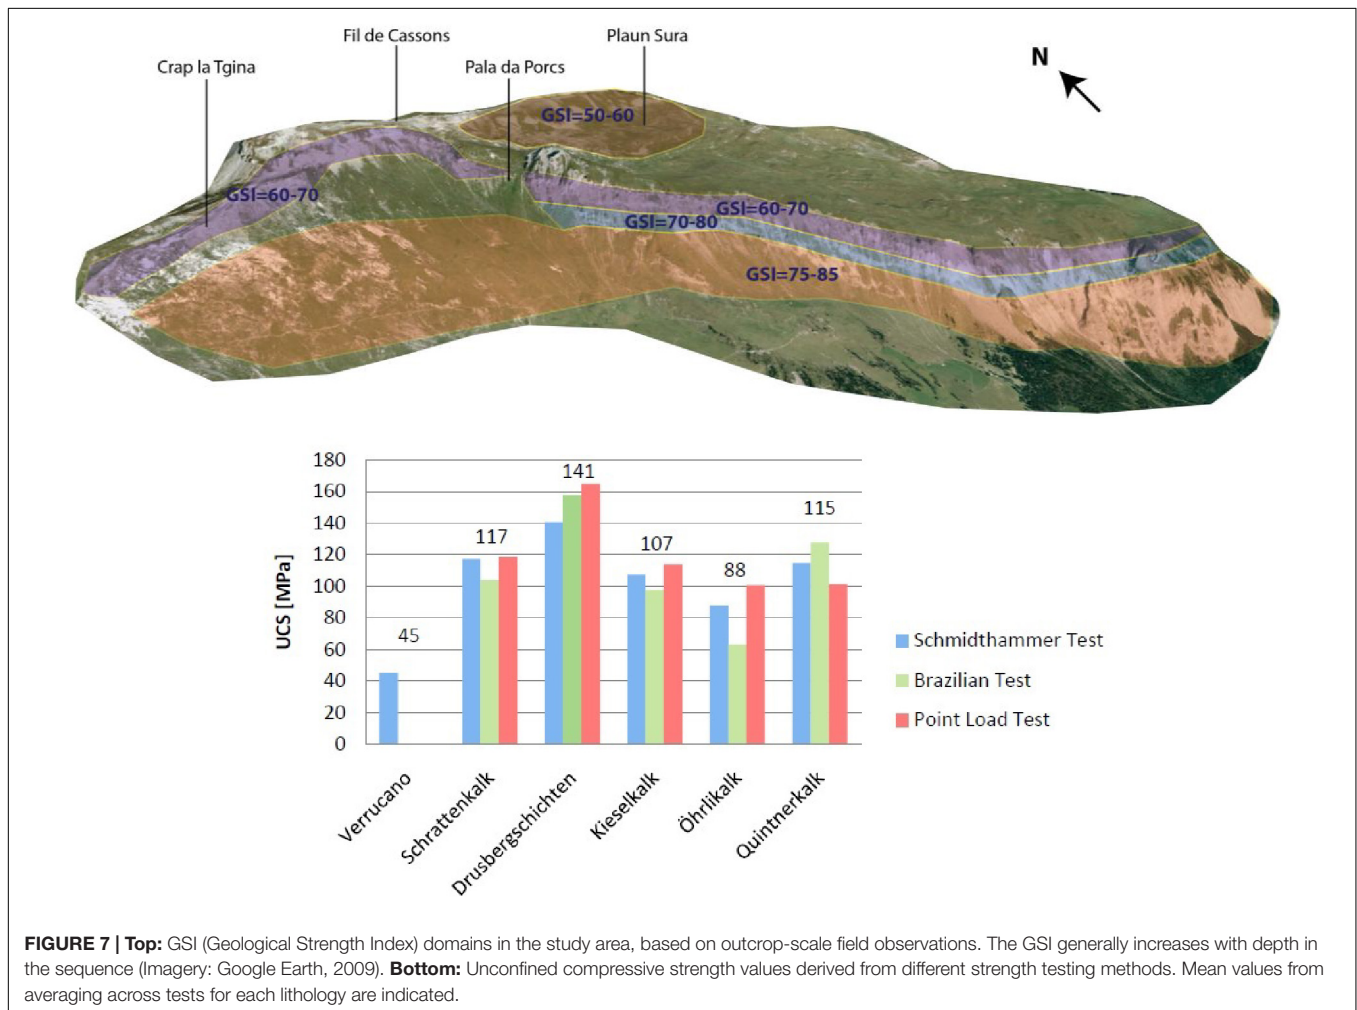 Fil de Cassons
Plaun Sura
Crap la Tgina
Pala da Porcs
N
GSI=50-60
GSI=60-70
GSI=60-70
GSI=70-80
GSI=75-85
180
160
140
120
100
80
60
40
20
0
UCS [MPa]
45
117
141
107
88
115
Verrucano
Schrattenkalk
Drusbergschichten
Kieselkalk
Öhrlikalk
Quintnerkalk
Schmidthammer Test
Brazilian Test
Point Load Test
FIGURE 7 | Top: GSI (Geological Strength Index) domains in the study area, based on outcrop-scale field observations. The GSI generally increases with depth in
the sequence (Imagery: Google Earth, 2009). Bottom: Unconfined compressive strength values derived from different strength testing methods. Mean values from
averaging across tests for each lithology are indicated.